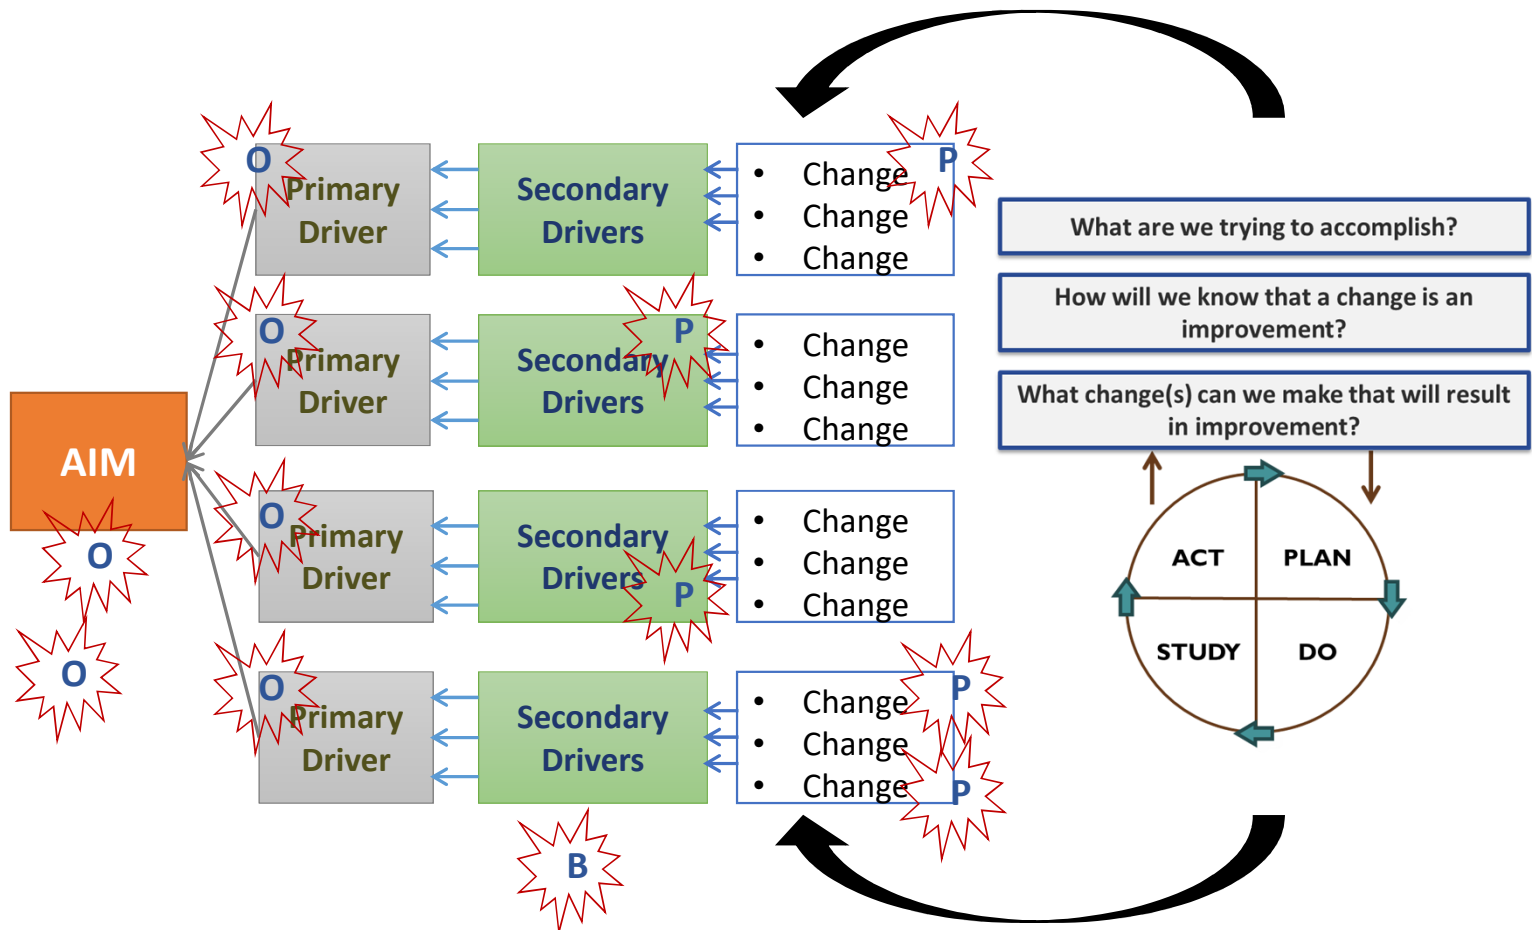 O
Primary
Driver
Secondary
Drivers
• Change
• Change
• Change
P
O
Primary
Driver
Secondary
Drivers
P
• Change
• Change
• Change
AIM
O
O
O
Primary
Driver
Secondary
Drivers
P
• Change
• Change
• Change
O
Primary
Driver
Secondary
Drivers
• Change
• Change
• Change
P
P
B
What are we trying to accomplish?
How will we know that a change is an
improvement?
What change(s) can we make that will result
in improvement?
ACT
PLAN
STUDY
DO